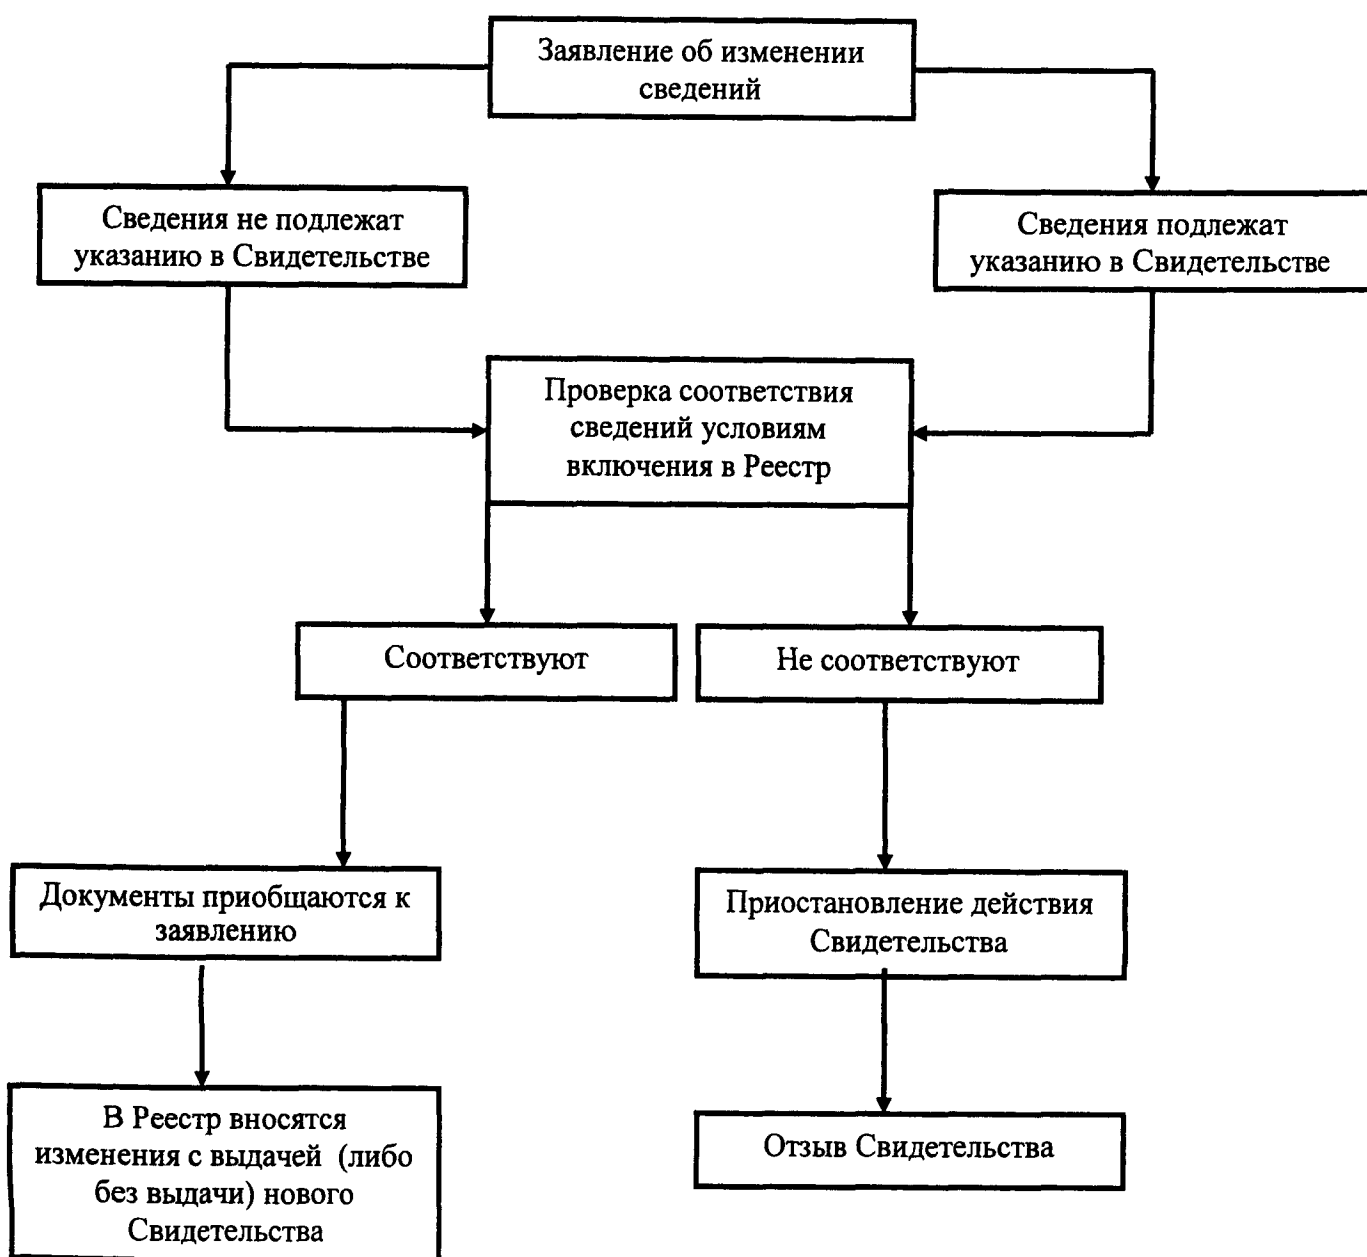 Заявление об изменении
сведений
Сведения не подлежат
указанию в Свидетельстве
Сведения подлежат
указанию в Свидетельстве
Проверка соответствия
сведений условиям
включения в Реестр
Соответствуют
Не соответствуют
Документы приобщаются к
заявлению
Приостановление действия
Свидетельства
В Реестр вносятся
изменения с выдачей (либо
без выдачи) нового
Свидетельства
Отзыв Свидетельства